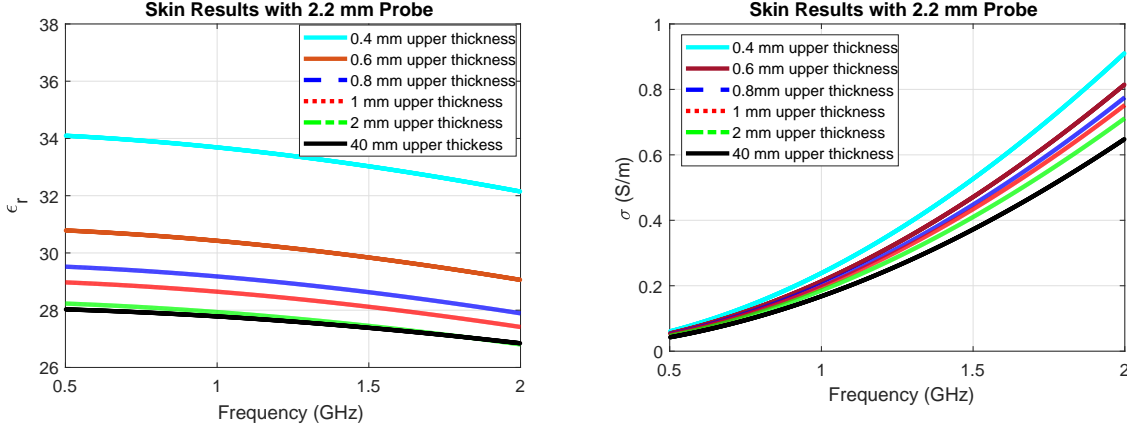 Skin Results with 2.2 mm Probe
38
36
34
32
30
28
26
ϵr
0.4 mm upper thickness
0.6 mm upper thickness
0.8 mm upper thickness
1 mm upper thickness
2 mm upper thickness
40 mm upper thickess
0.5
1
1.5
2
Frequency (GHz)
Skin Results with 2.2 mm Probe
1
0.8
0.6
0.4
0.2
0
σ (S/m)
0.4 mm upper thickness
0.6 mm upper thickness
0.8mm upper thickness
1 mm upper thickness
2 mm upper thickness
40 mm upper thickness
0.5
1
1.5
2
Frequency (GHz)